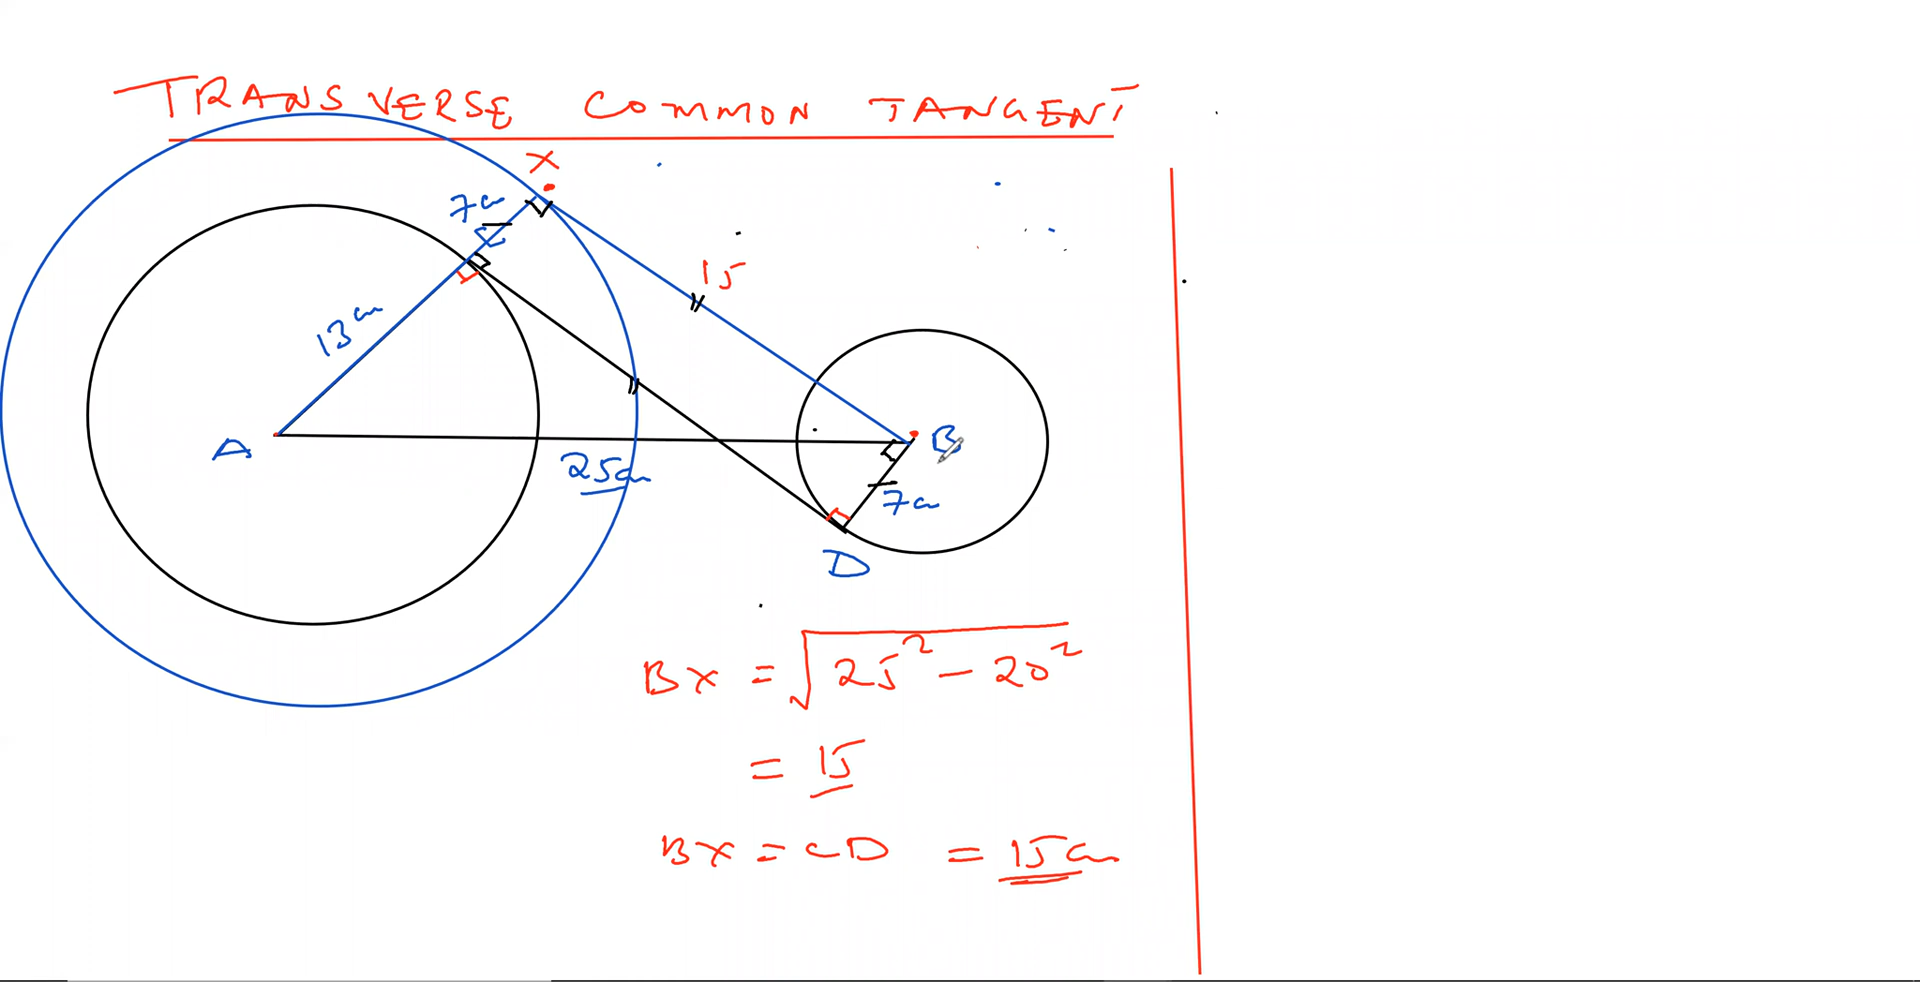 TRANSVERSE COMMON TANGENT
X
7cm
C
15
13cm
A
B
25cm
7cm
D
BX = √25² - 20²
= 15
BX = CD = 15cm